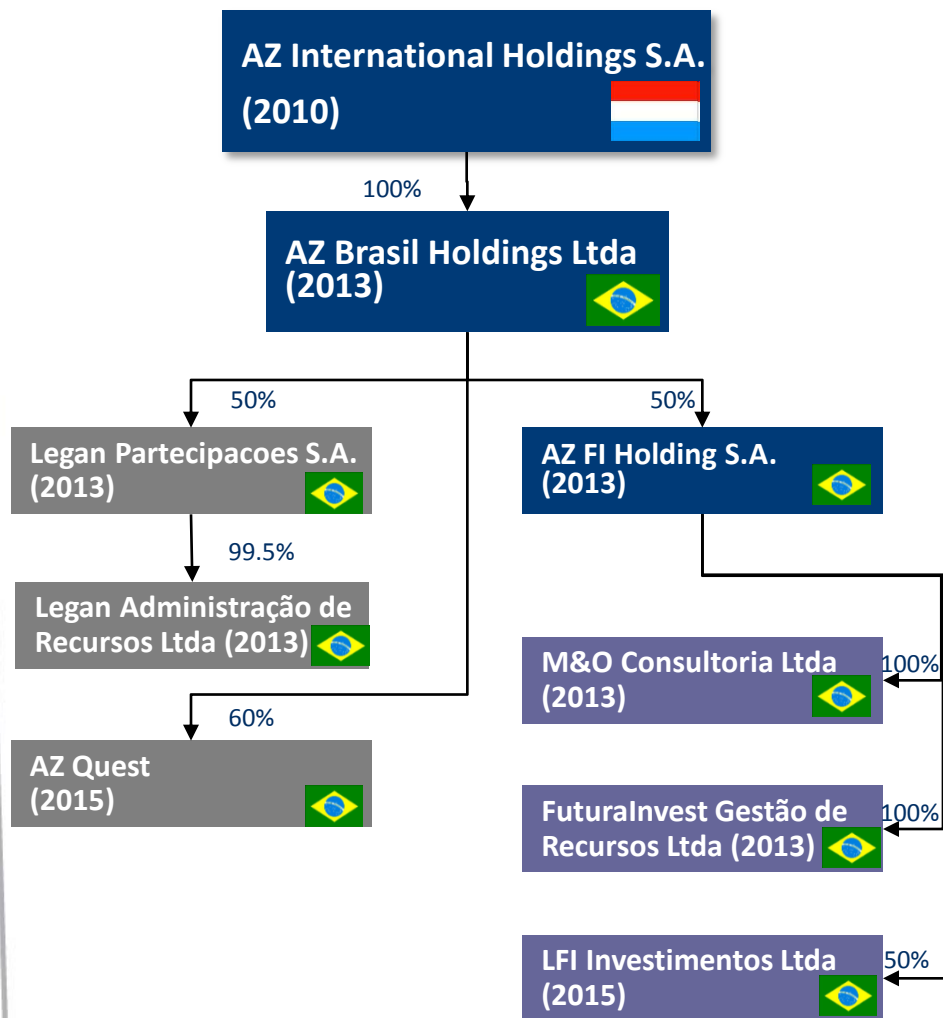 AZ International Holdings S.A.
(2010)
100%
AZ Brasil Holdings Ltda
(2013)
50%
50%
Legan Partecipacoes S.A.
(2013)
AZ FI Holding S.A.
(2013)
99.5%
Legan Administração de
Recursos Ltda (2013)
M&O Consultoria Ltda
(2013)
100%
60%
AZ Quest
(2015)
FuturaInvest Gestão de
Recursos Ltda (2013)
100%
LFI Investimentos Ltda
(2015)
50%